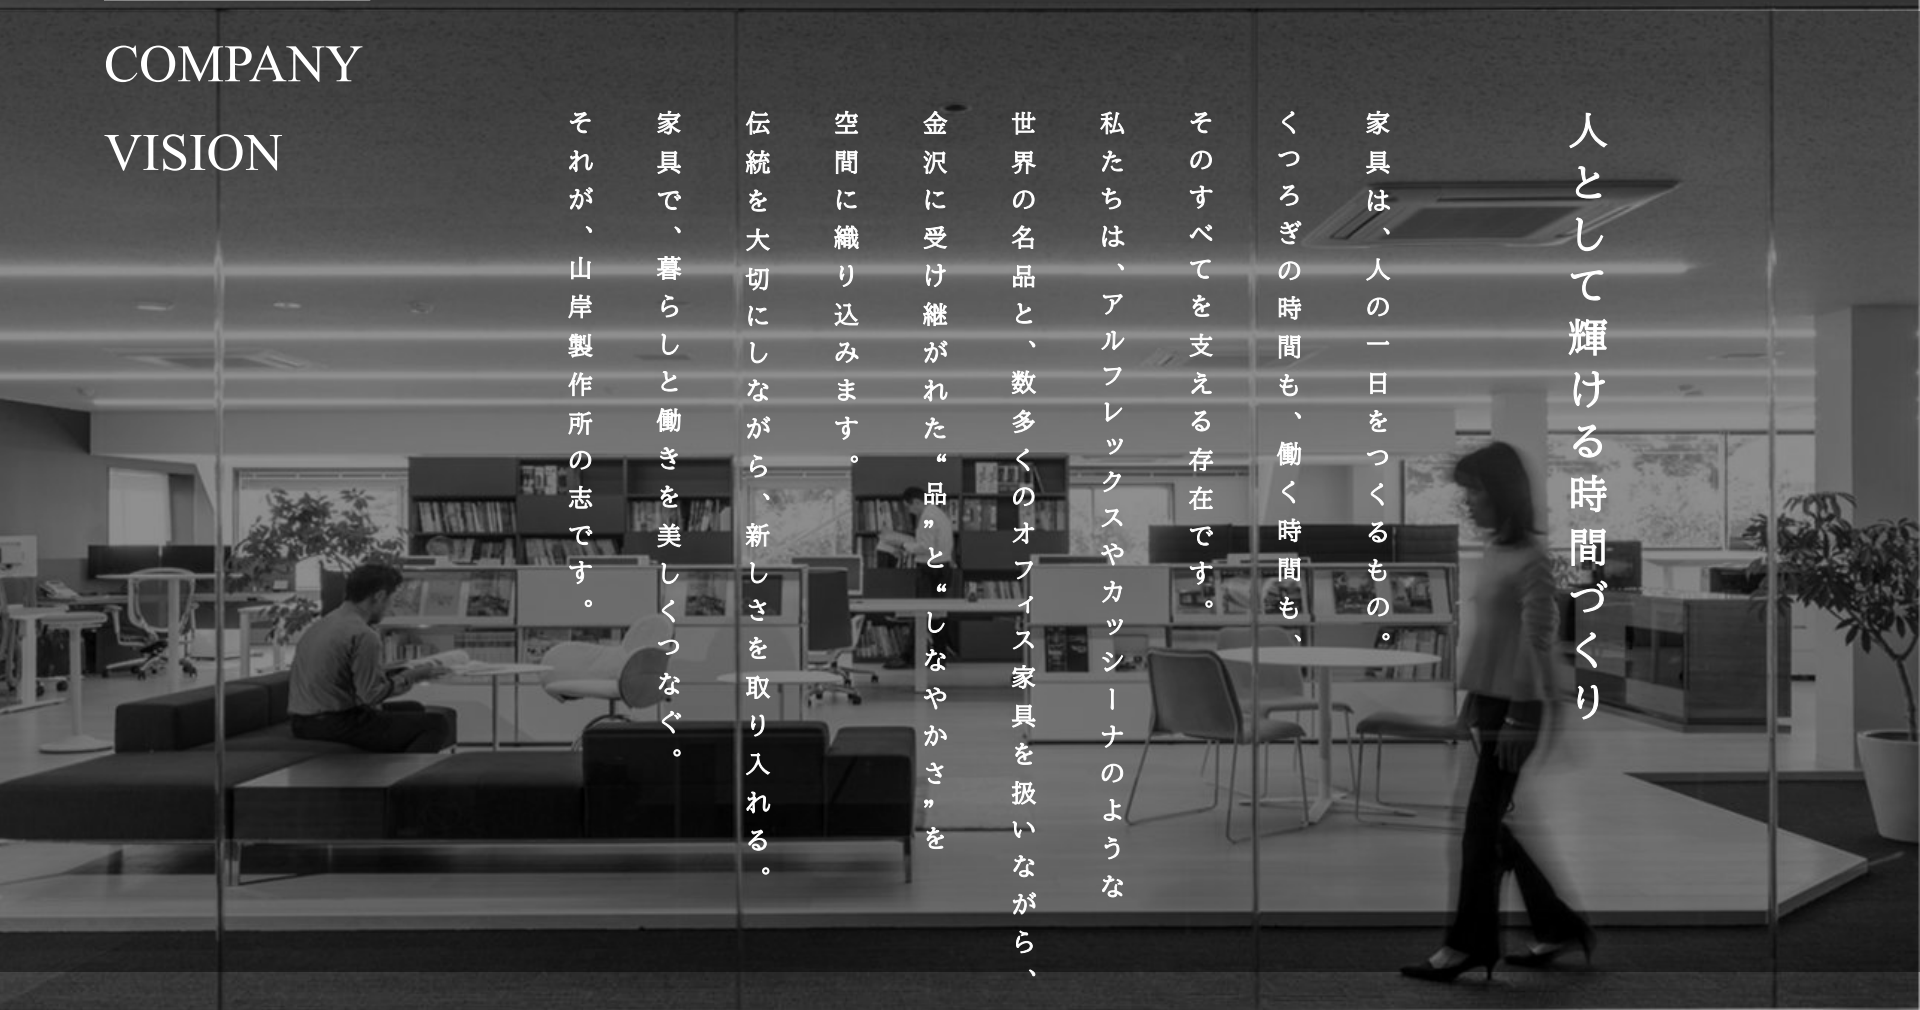 COMPANY
VISION
人として輝ける時間づくり
家具は、人の一日をつくるもの。
くつろぎの時間も、働く時間も、
そのすべてを支える存在です。
私たちは、アルフレックスやカッシーナのような
世界の名品と、数多くのオフィス家具を扱いながら、
金沢に受け継がれた“品”と“しなやかさ”を
空間に織り込みます。
伝統を大切にしながら、新しさを取り入れる。
家具で、暮らしと働きを美しくつなぐ。
それが、山岸製作所の志です。